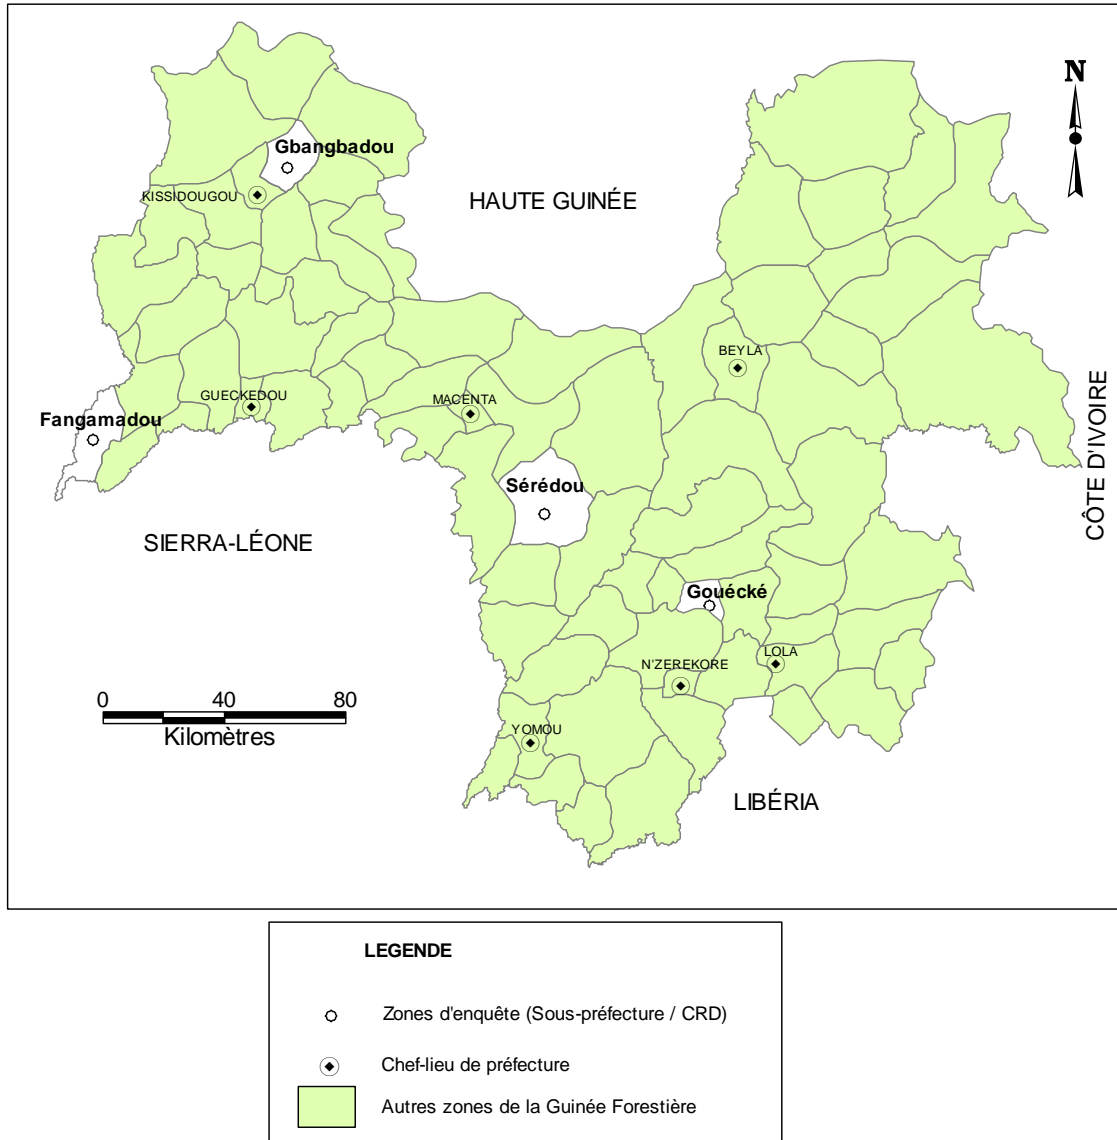 N
Gbangbadou
KISSIDOUGOU
HAUTE GUINÉE
BEYLA
GUECKEDOU
MACENTA
Fangamadou
CÔTE D'IVOIRE
Sérédou
SIERRA-LÉONE
Gouécké
LOLA
N'ZEREKORE
0 40 80
Kilomètres
YOMOU
LIBÉRIA
LEGENDE
Zones d'enquête (Sous-préfecture / CRD)
Chef-lieu de préfecture
Autres zones de la Guinée Forestière